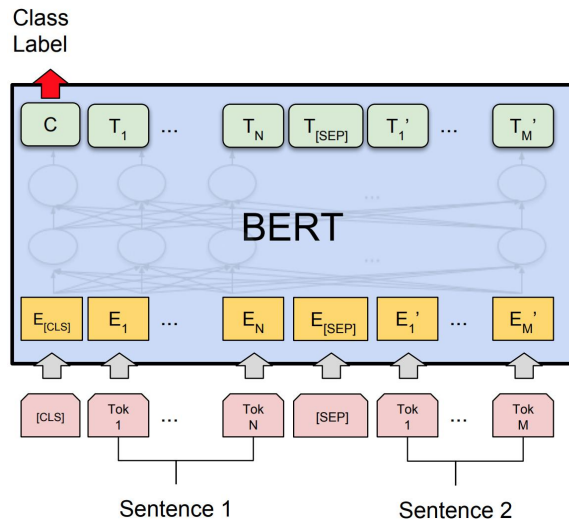 Class
Label
C T1 ... TN T[SEP] T1' ... TM'
...
BERT
...
E[CLS] E1 ... EN E[SEP] E1' ... EM'
[CLS] Tok 1 ... Tok N [SEP] Tok 1 ... Tok M
Sentence 1 Sentence 2